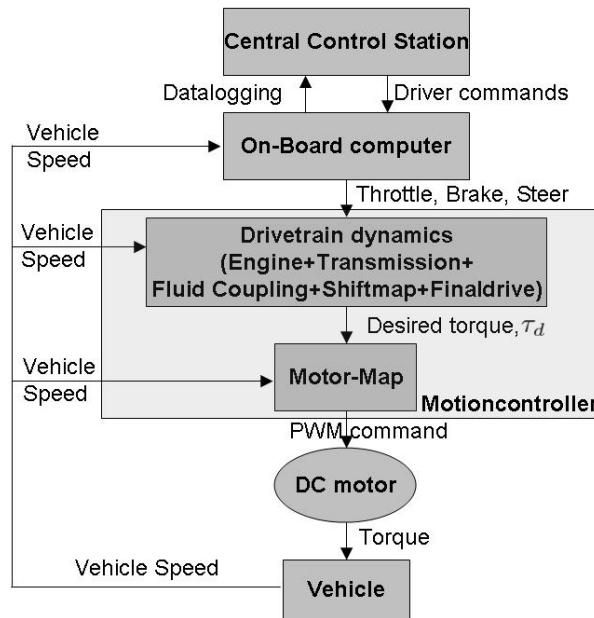 Central Control Station
Datalogging
Driver commands
Vehicle
Speed
On-Board computer
Throttle, Brake, Steer
Vehicle
Speed
Drivetrain dynamics
(Engine+Transmission+
Fluid Coupling+Shiftmap+Finaldrive)
Desired torque, τd
Vehicle
Speed
Motor-Map
Motioncontroller
PWM command
DC motor
Torque
Vehicle Speed
Vehicle